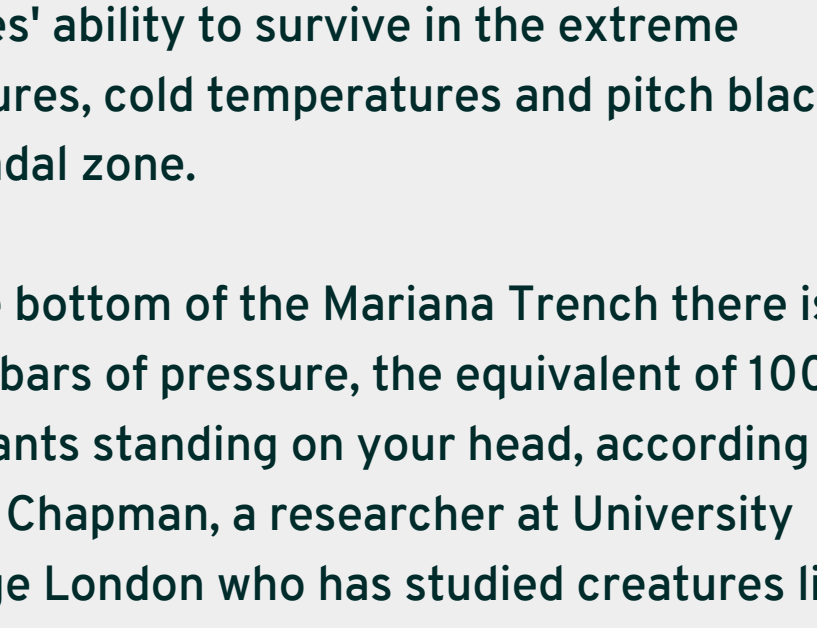 es' ability to survive in the extreme
ures, cold temperatures and pitch blac
dal zone.
bottom of the Mariana Trench there is
bars of pressure, the equivalent of 100
ants standing on your head, according
Chapman, a researcher at University
ge London who has studied creatures li